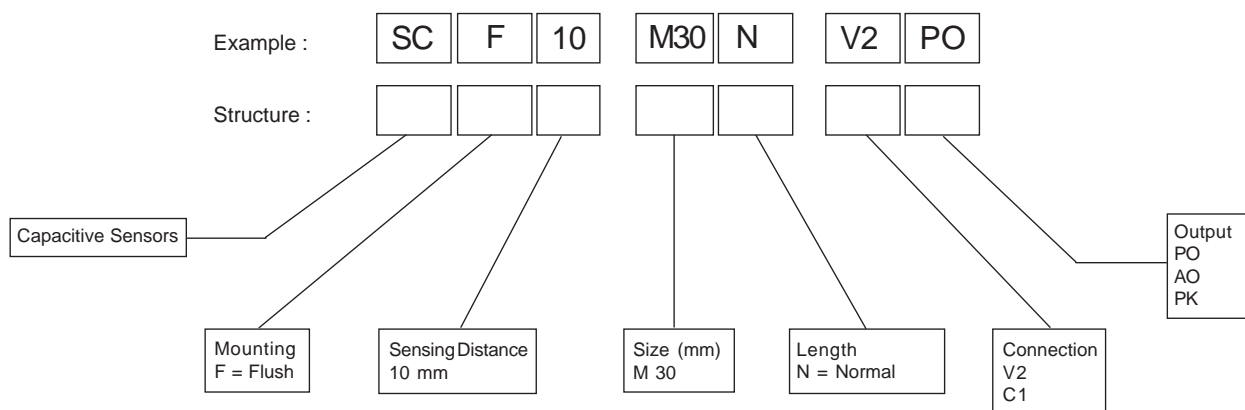 Example : SC F 10 M30 N V2 PO
Structure :
Capacitive Sensors
Mounting
F = Flush
Sensing Distance
10 mm
Size (mm)
M 30
Length
N = Normal
Connection
V2
C1
Output
PO
AO
PK